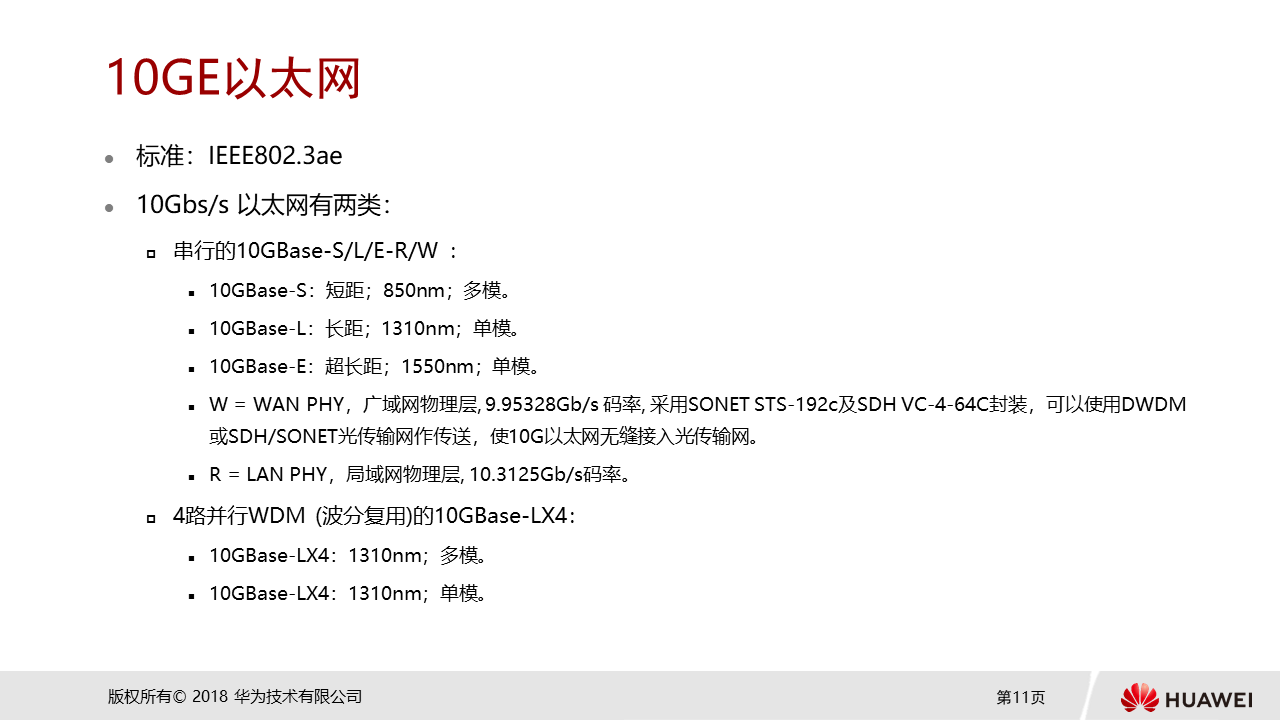 10GE以太网
标准：IEEE802.3ae
10Gbs/s 以太网有两类：
串行的10GBase-S/L/E-R/W ：
10GBase-S：短距；850nm；多模。
10GBase-L：长距；1310nm；单模。
10GBase-E：超长距；1550nm；单模。
W = WAN PHY，广域网物理层, 9.95328Gb/s 码率, 采用SONET STS-192c及SDH VC-4-64C封装，可以使用DWDM
或SDH/SONET光传输网作传送，使10G以太网无缝接入光传输网。
R = LAN PHY，局域网物理层, 10.3125Gb/s码率。
4路并行WDM (波分复用)的10GBase-LX4：
10GBase-LX4：1310nm；多模。
10GBase-LX4：1310nm；单模。
版权所有© 2018 华为技术有限公司
第11页
HUAWEI